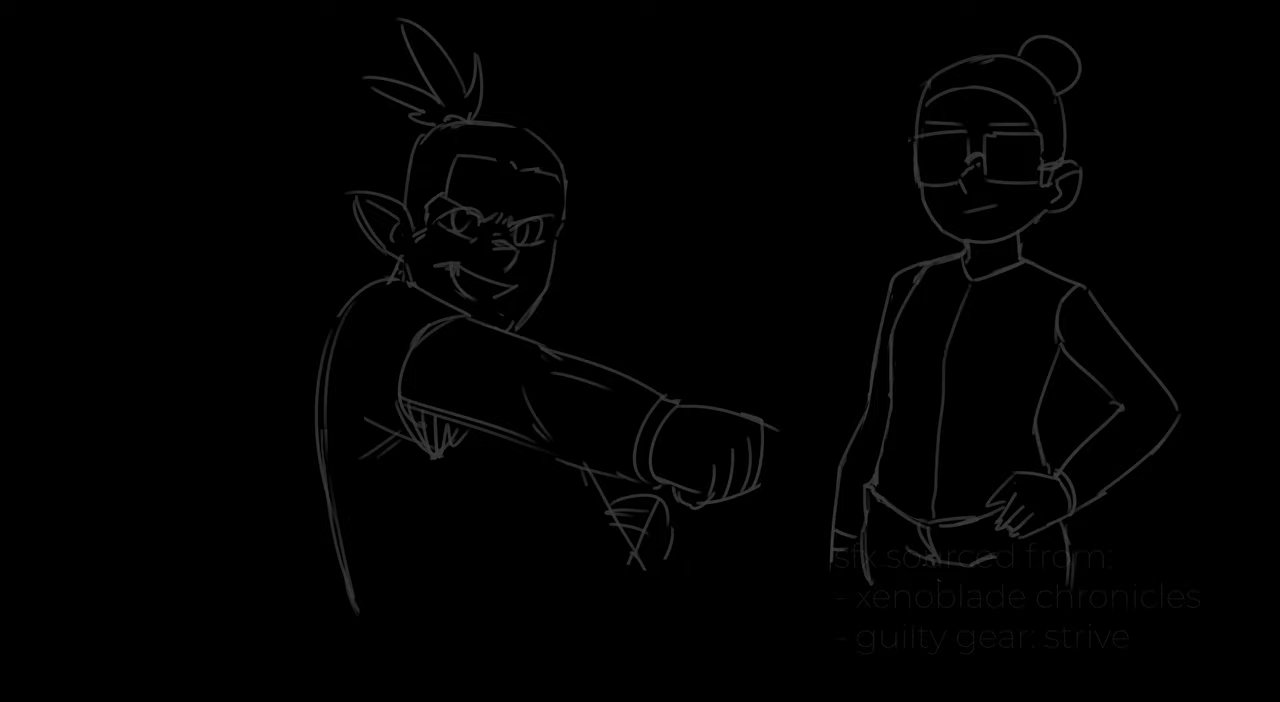 sfx sourced from:
- xenoblade chronicles
- guilty gear: strive